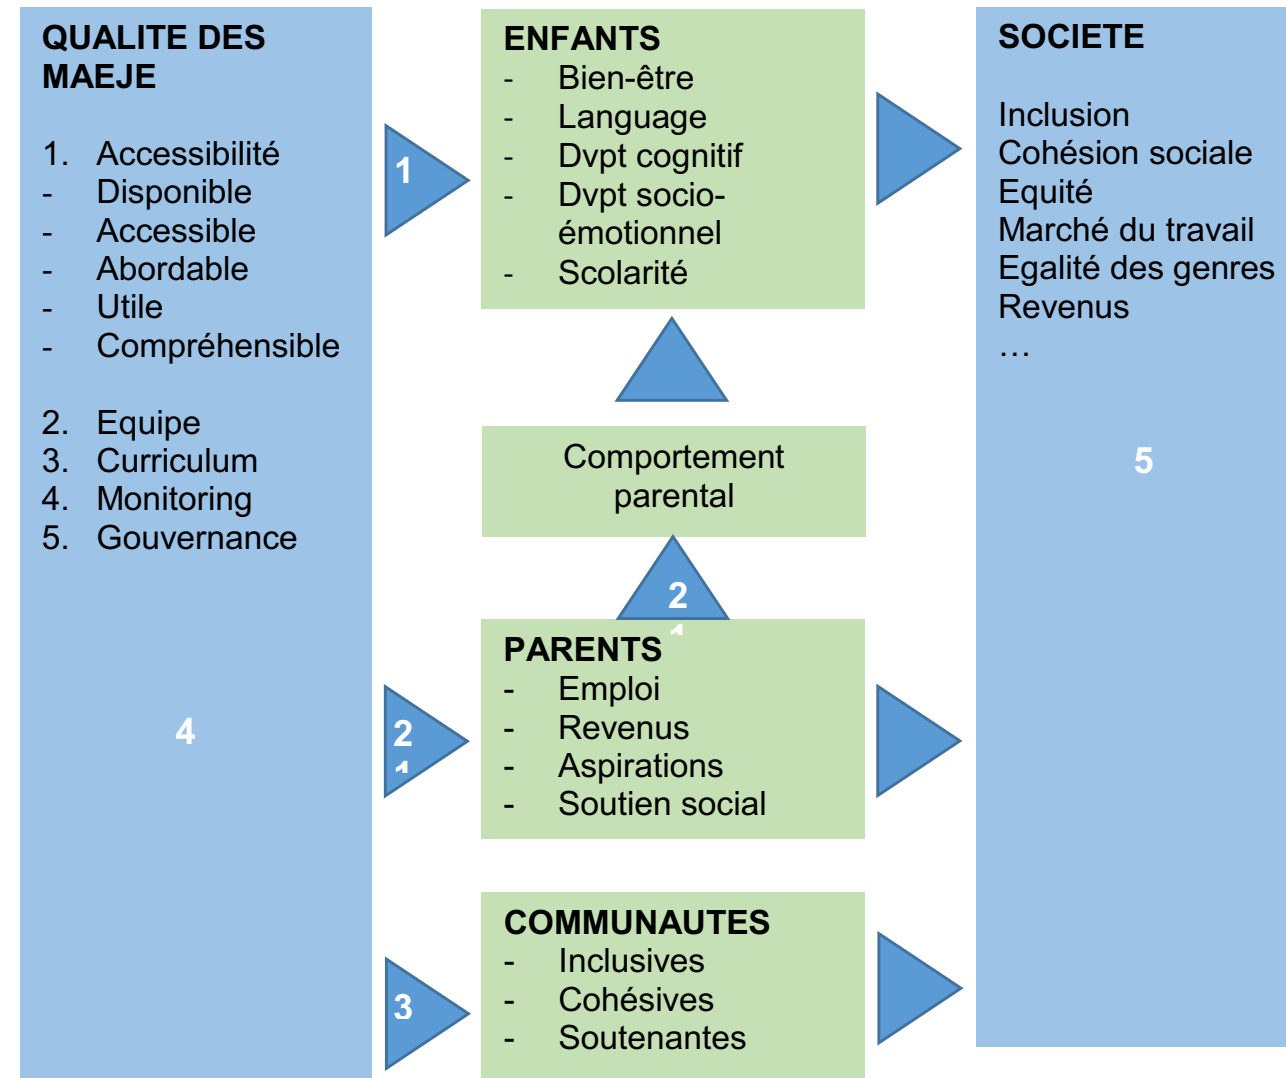 QUALITE DES
MAEJE
1. Accessibilité
- Disponible
- Accessible
- Abordable
- Utile
- Compréhensible
2. Equipe
3. Curriculum
4. Monitoring
5. Gouvernance
4
1
ENFANTS
- Bien-être
- Language
- Dvpt cognitif
- Dvpt socio-
émotionnel
- Scolarité
Comportement
parental
2
1
2
1
PARENTS
- Emploi
- Revenus
- Aspirations
- Soutien social
3
COMMUNAUTES
- Inclusives
- Cohésives
- Soutenantes
SOCIETE
Inclusion
Cohésion sociale
Equité
Marché du travail
Egalité des genres
Revenus
…
5